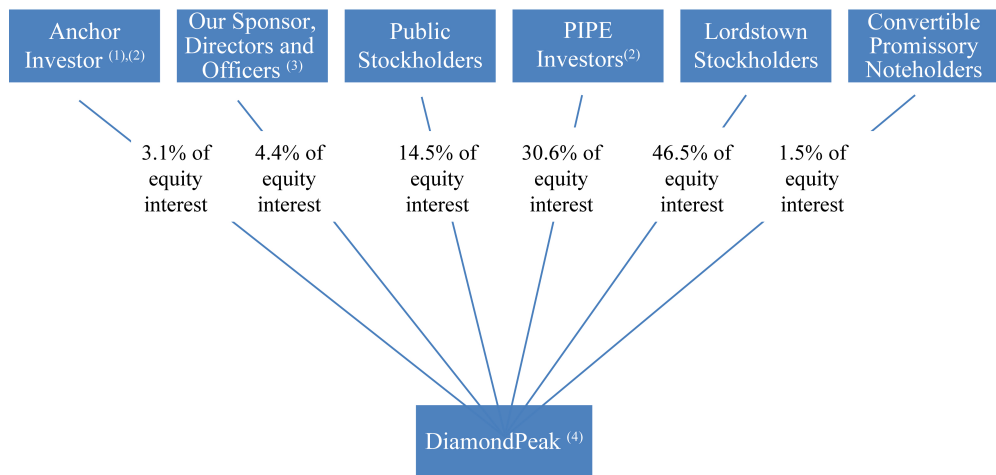 Anchor
Investor (1),(2)
Our Sponsor,
Directors and
Officers (3)
Public
Stockholders
PIPE
Investors(2)
Lordstown
Stockholders
Convertible
Promissory
Noteholders
3.1% of
equity
interest
4.4% of
equity
interest
14.5% of
equity
interest
30.6% of
equity
interest
46.5% of
equity
interest
1.5% of
equity
interest
DiamondPeak (4)